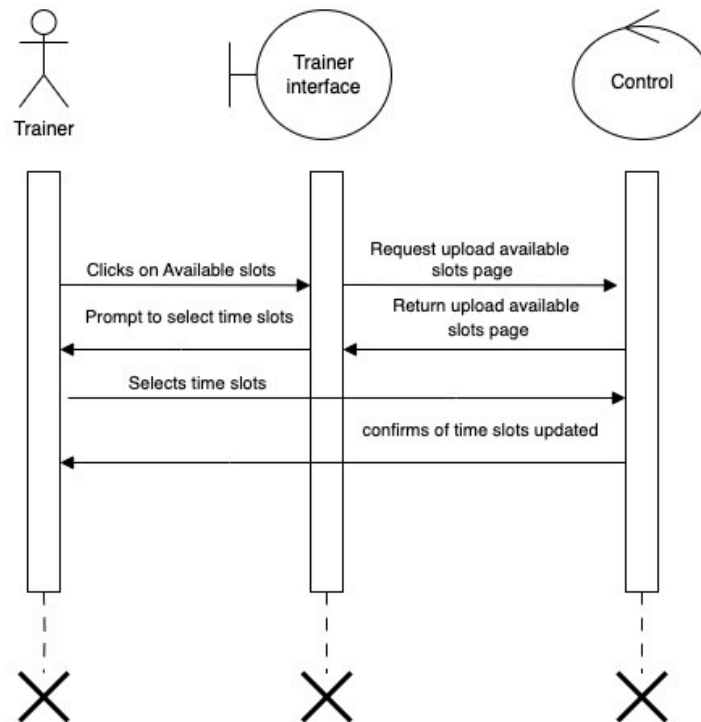 Trainer
interface
Control
Trainer
Clicks on Available slots
Request upload available
slots page
Prompt to select time slots
Return upload available
slots page
Selects time slots
confirms of time slots updated